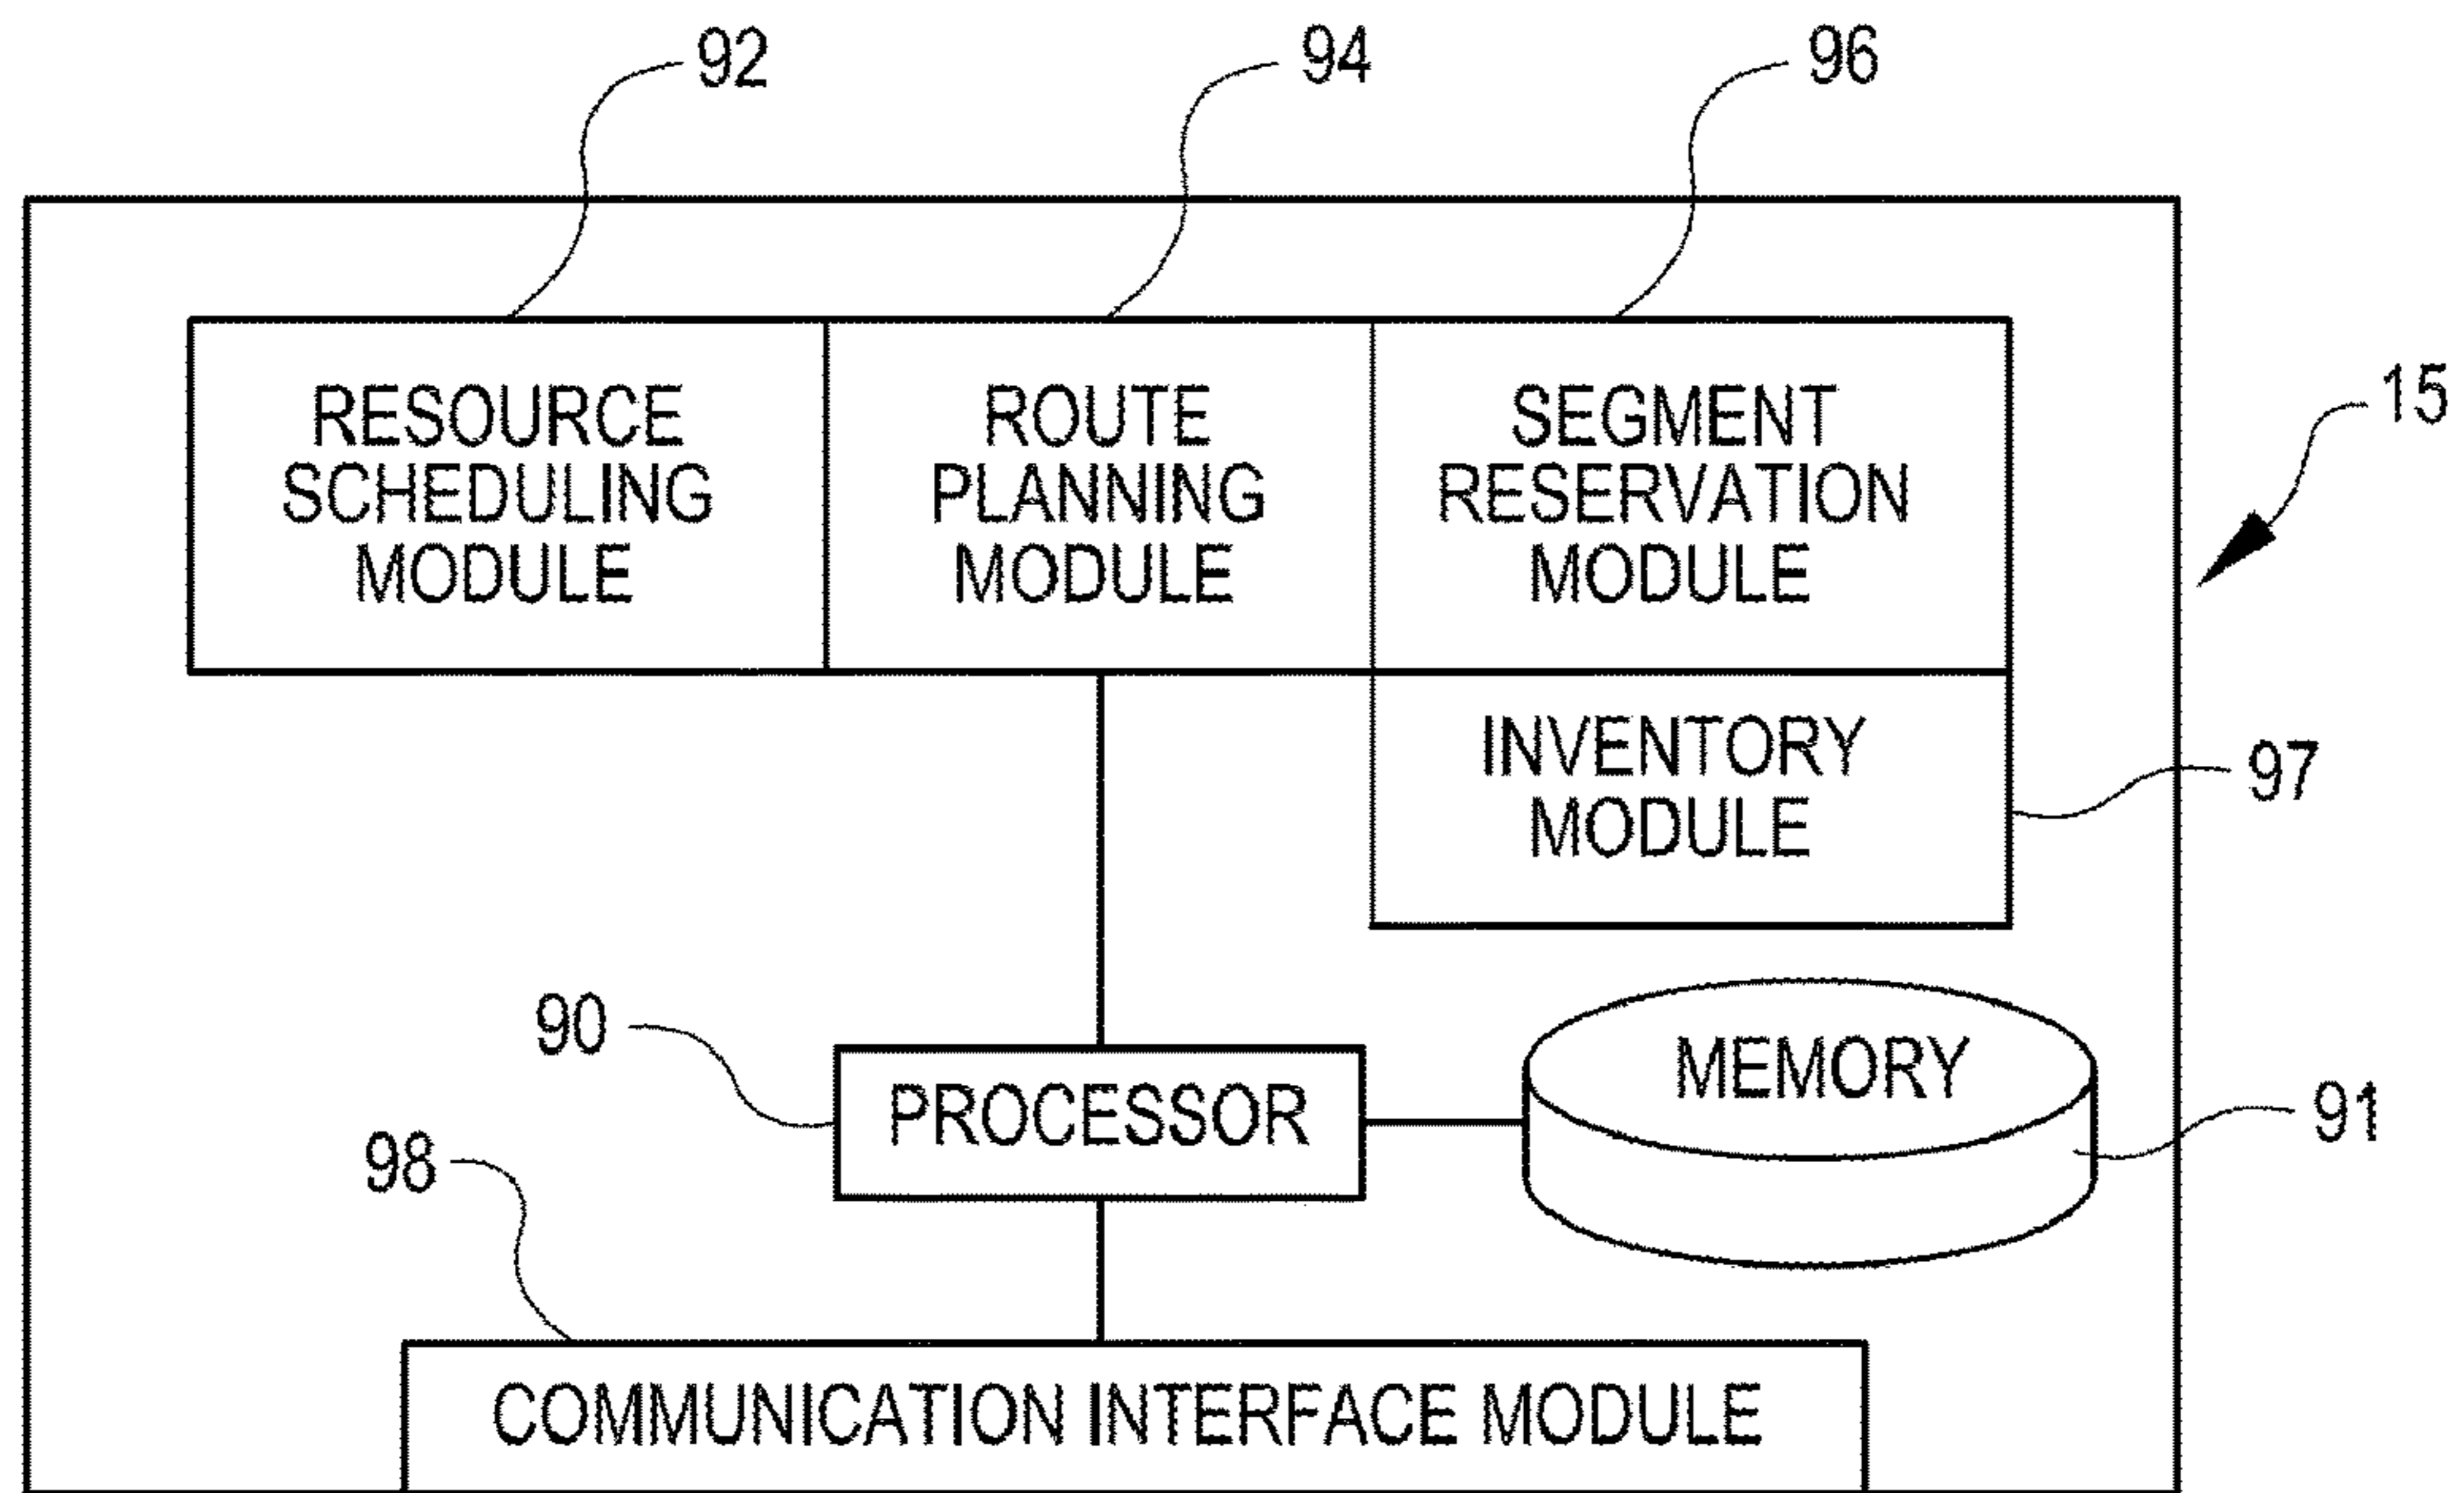 92
94
96
15
RESOURCE
SCHEDULING
MODULE
ROUTE
PLANNING
MODULE
SEGMENT
RESERVATION
MODULE
INVENTORY
MODULE
97
90
PROCESSOR
MEMORY
91
98
COMMUNICATION INTERFACE MODULE